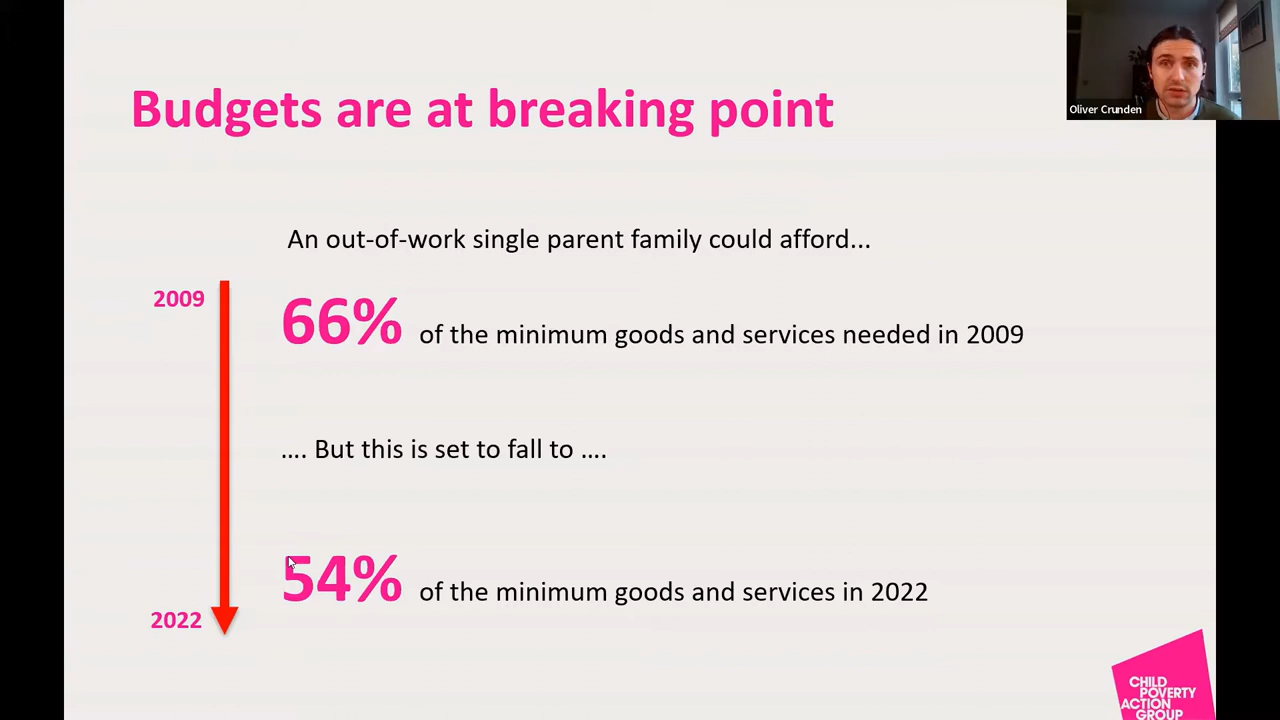 Budgets are at breaking point
Oliver Crunden
An out-of-work single parent family could afford...
2009
66% of the minimum goods and services needed in 2009
.... But this is set to fall to ....
54% of the minimum goods and services in 2022
2022
CHILD
POVERTY
ACTION
GROUP